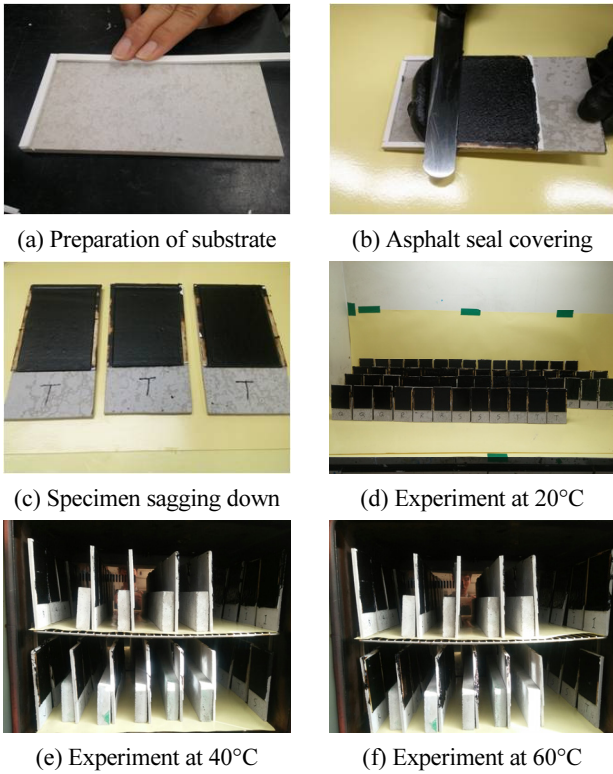 (a) Preparation of substrate
(b) Asphalt seal covering
T
T
T
(c) Specimen sagging down
(d) Experiment at 20°C
(e) Experiment at 40°C
(f) Experiment at 60°C